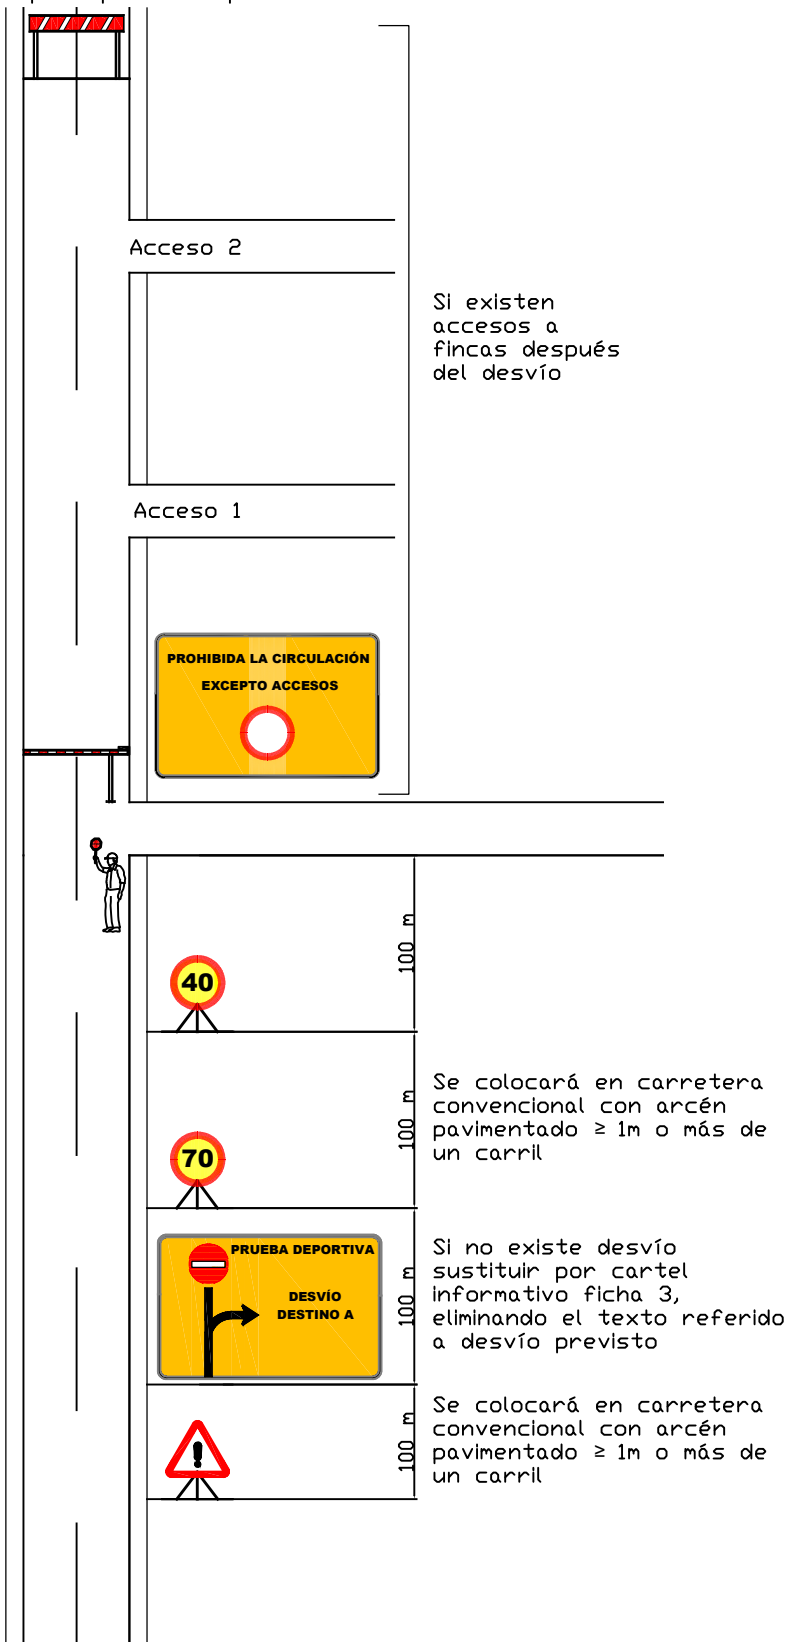 Acceso 2
Si existen
accesos a
fincas después
del desvío
Acceso 1
PROHIBIDA LA CIRCULACIÓN
EXCEPTO ACCESOS
100 m
40
100 m
Se colocará en carretera
convencional con arcén
pavimentado ≥ 1m o más de
un carril
70
PRUEBA DEPORTIVA
DESVÍO
DESTINO A
100 m
Si no existe desvío
sustituir por cartel
informativo ficha 3,
eliminando el texto referido
a desvío previsto
100 m
Se colocará en carretera
convencional con arcén
pavimentado ≥ 1m o más de
un carril
!